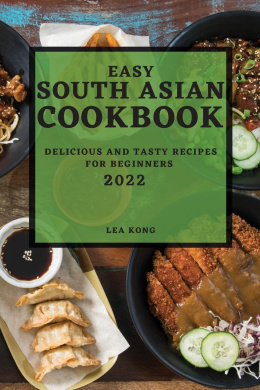 EASY
SOUTH ASIAN
COOKBOOK
DELICIOUS AND TASTY RECIPES
FOR BEGINNERS
2022
LEA KONG